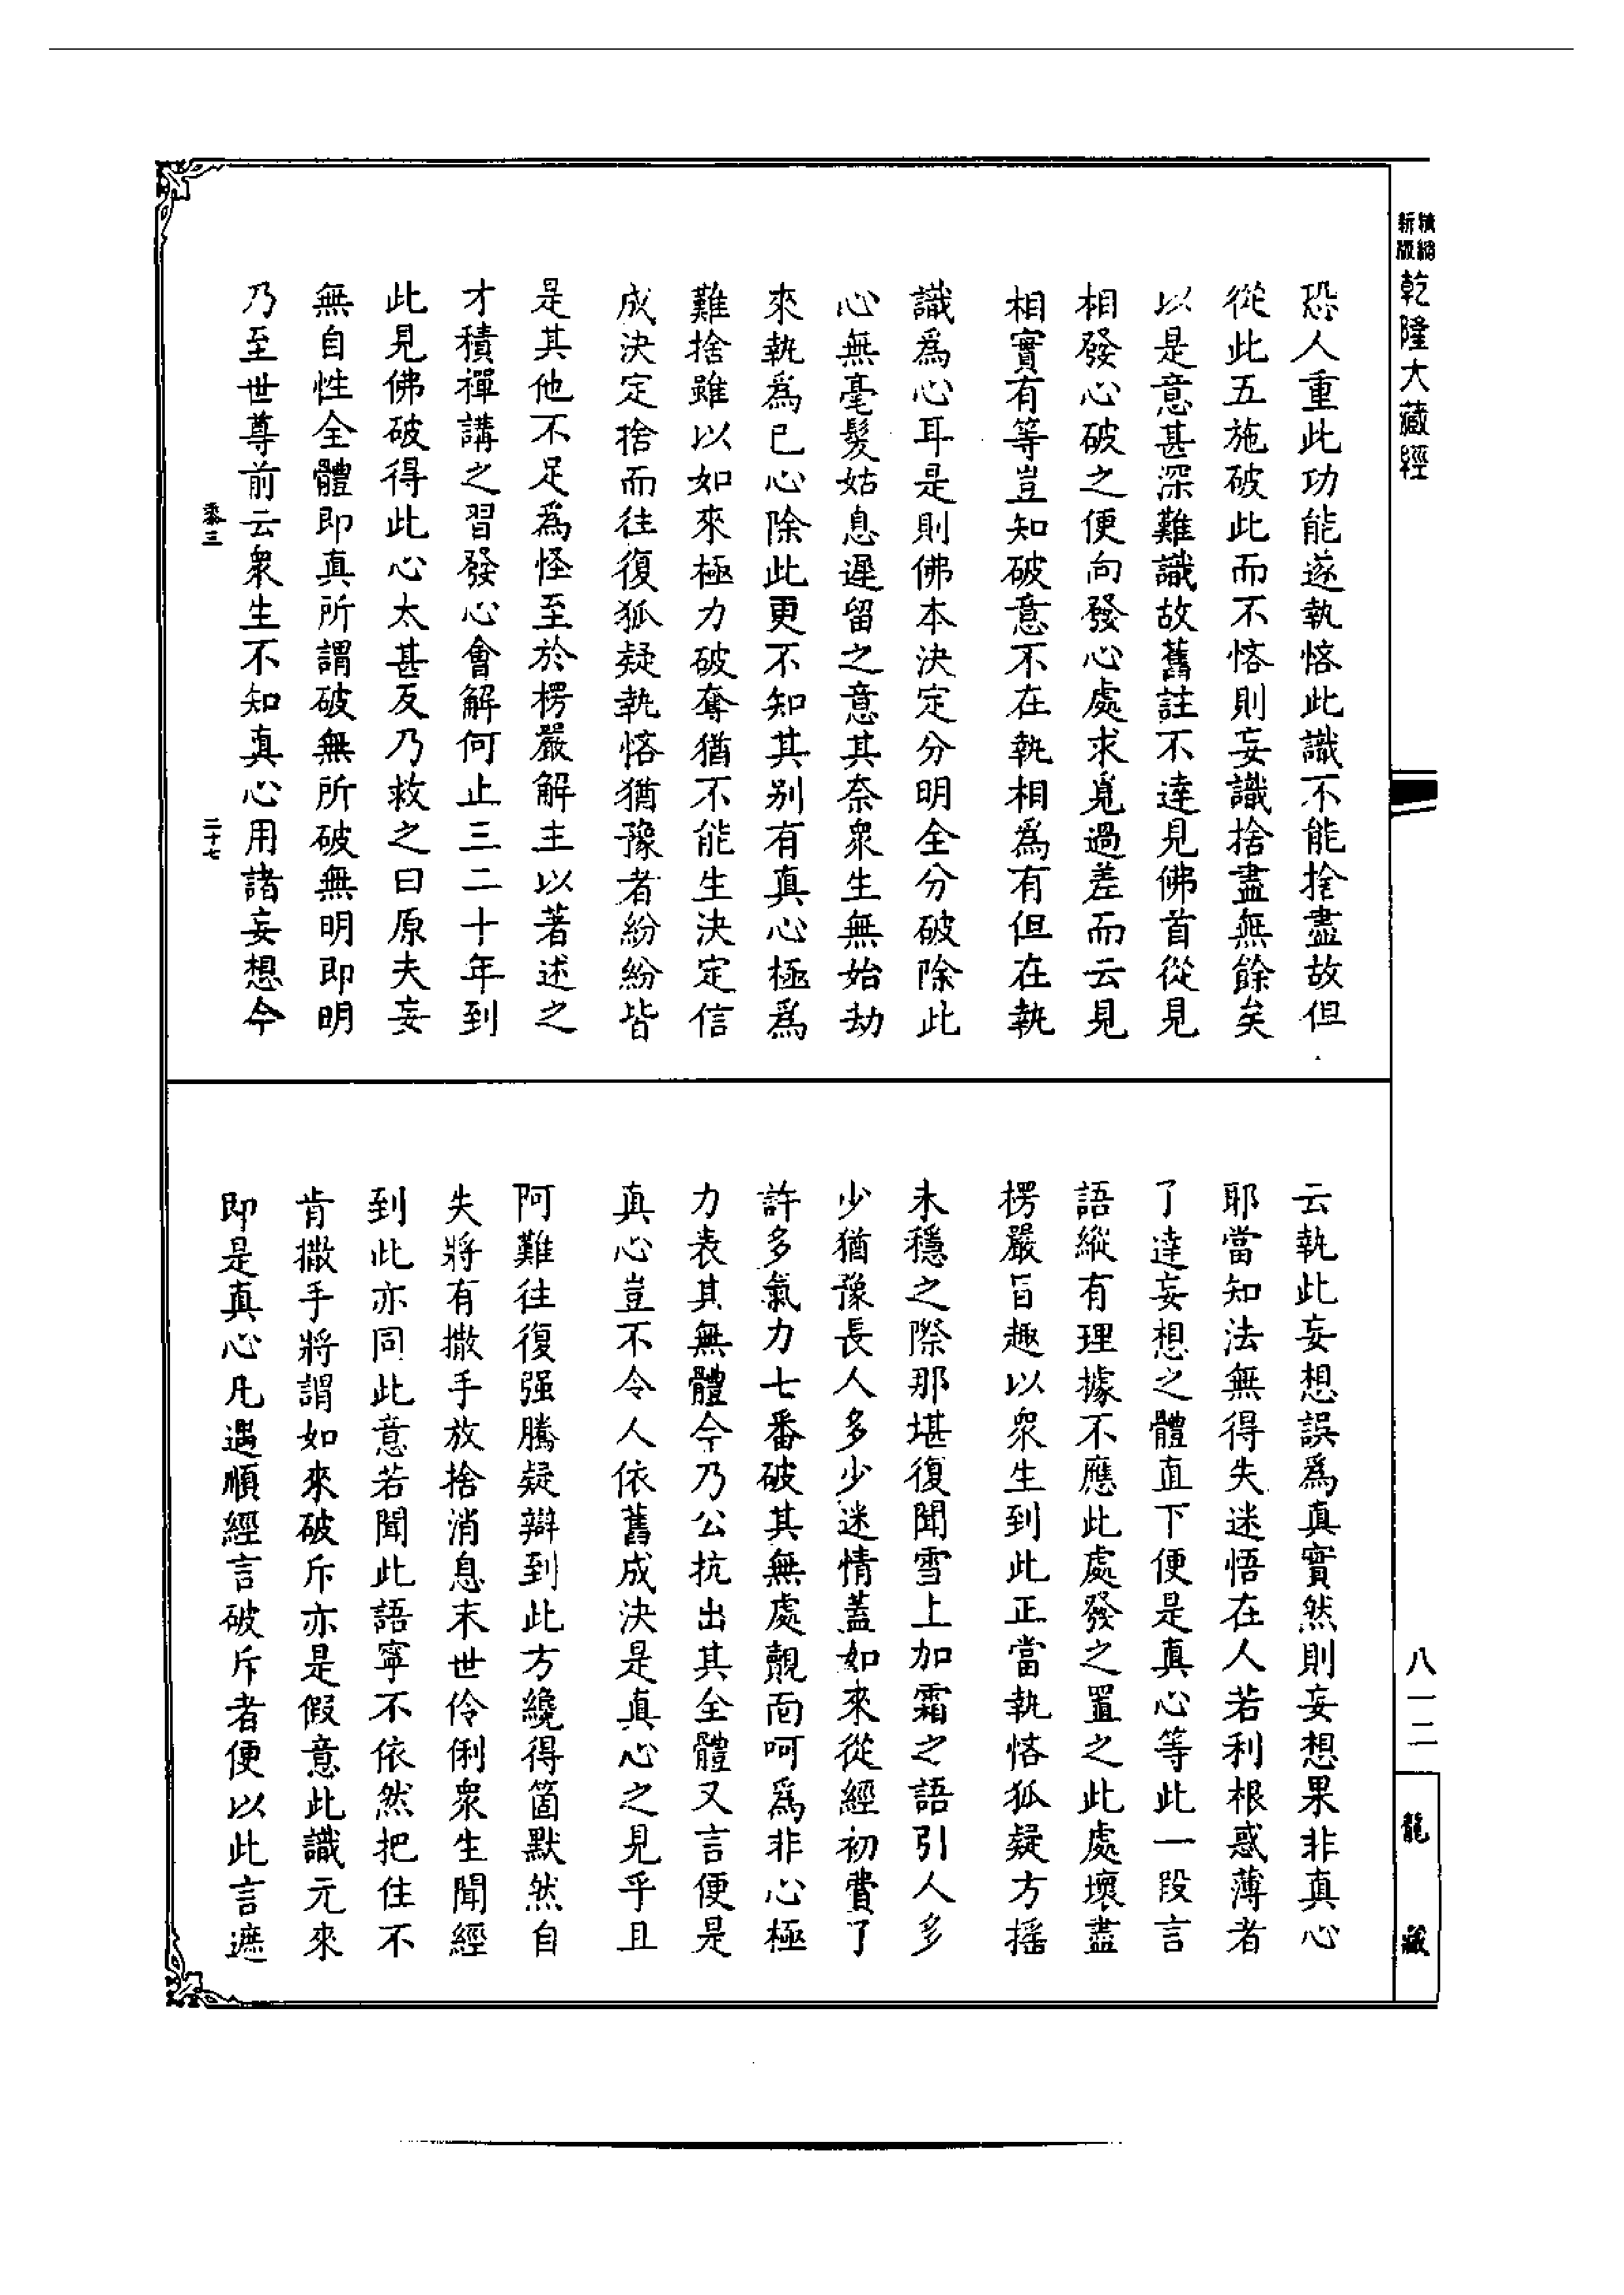 精縮
新版
乾隆大藏經
恐人重此功能遂執悋此識不能捨盡故但
從此五施破此而不悋則妄識捨盡無餘矣
以是意甚深難識故舊註不達見佛首從見
相發心破之便向發心處求覓過差而云見
相實有等豈知破意不在執相爲有但在執
識爲心耳是則佛本決定分明全分破除此
心無毫髮姑息遲留之意其奈衆生無始劫
來執爲已心除此更不知其別有真心極爲
難捨雖以如來極力破奪猶不能生決定信
成決定捨而往復狐疑執悋猶豫者紛紛皆
是其他不足爲怪至於楞嚴解主以著述之
才積禪講之習發心會解何止三二十年到
此見佛破得此心太甚反乃救之曰原夫妄
無自性全體即真所謂破無所破無明即明
乃至世尊前云衆生不知真心用諸妄想今
黍三
二十七
云執此妄想誤爲真實然則妄想果非真心
耶當知法無得失迷悟在人若利根惑薄者
了達妄想之體直下便是真心等此一段言
語縱有理據不應此處發之置之此處壞盡
楞嚴旨趣以衆生到此正當執悋狐疑方搖
未穩之際那堪復聞雪上加霜之語引人多
少猶豫長人多少迷情蓋如來從經初費了
許多氣力七番破其無處覿面呵爲非心極
力表其無體今乃公抗出其全體又言便是
真心豈不令人依舊成決是真心之見乎且
阿難往復强騰疑辯到此方纔得箇默然自
失將有撒手放捨消息末世伶俐衆生聞經
到此亦同此意若聞此語寧不依然把住不
肯撒手將謂如來破斥亦是假意此識元來
即是真心凡遇順經言破斥者便以此言遮
八一二
龍藏